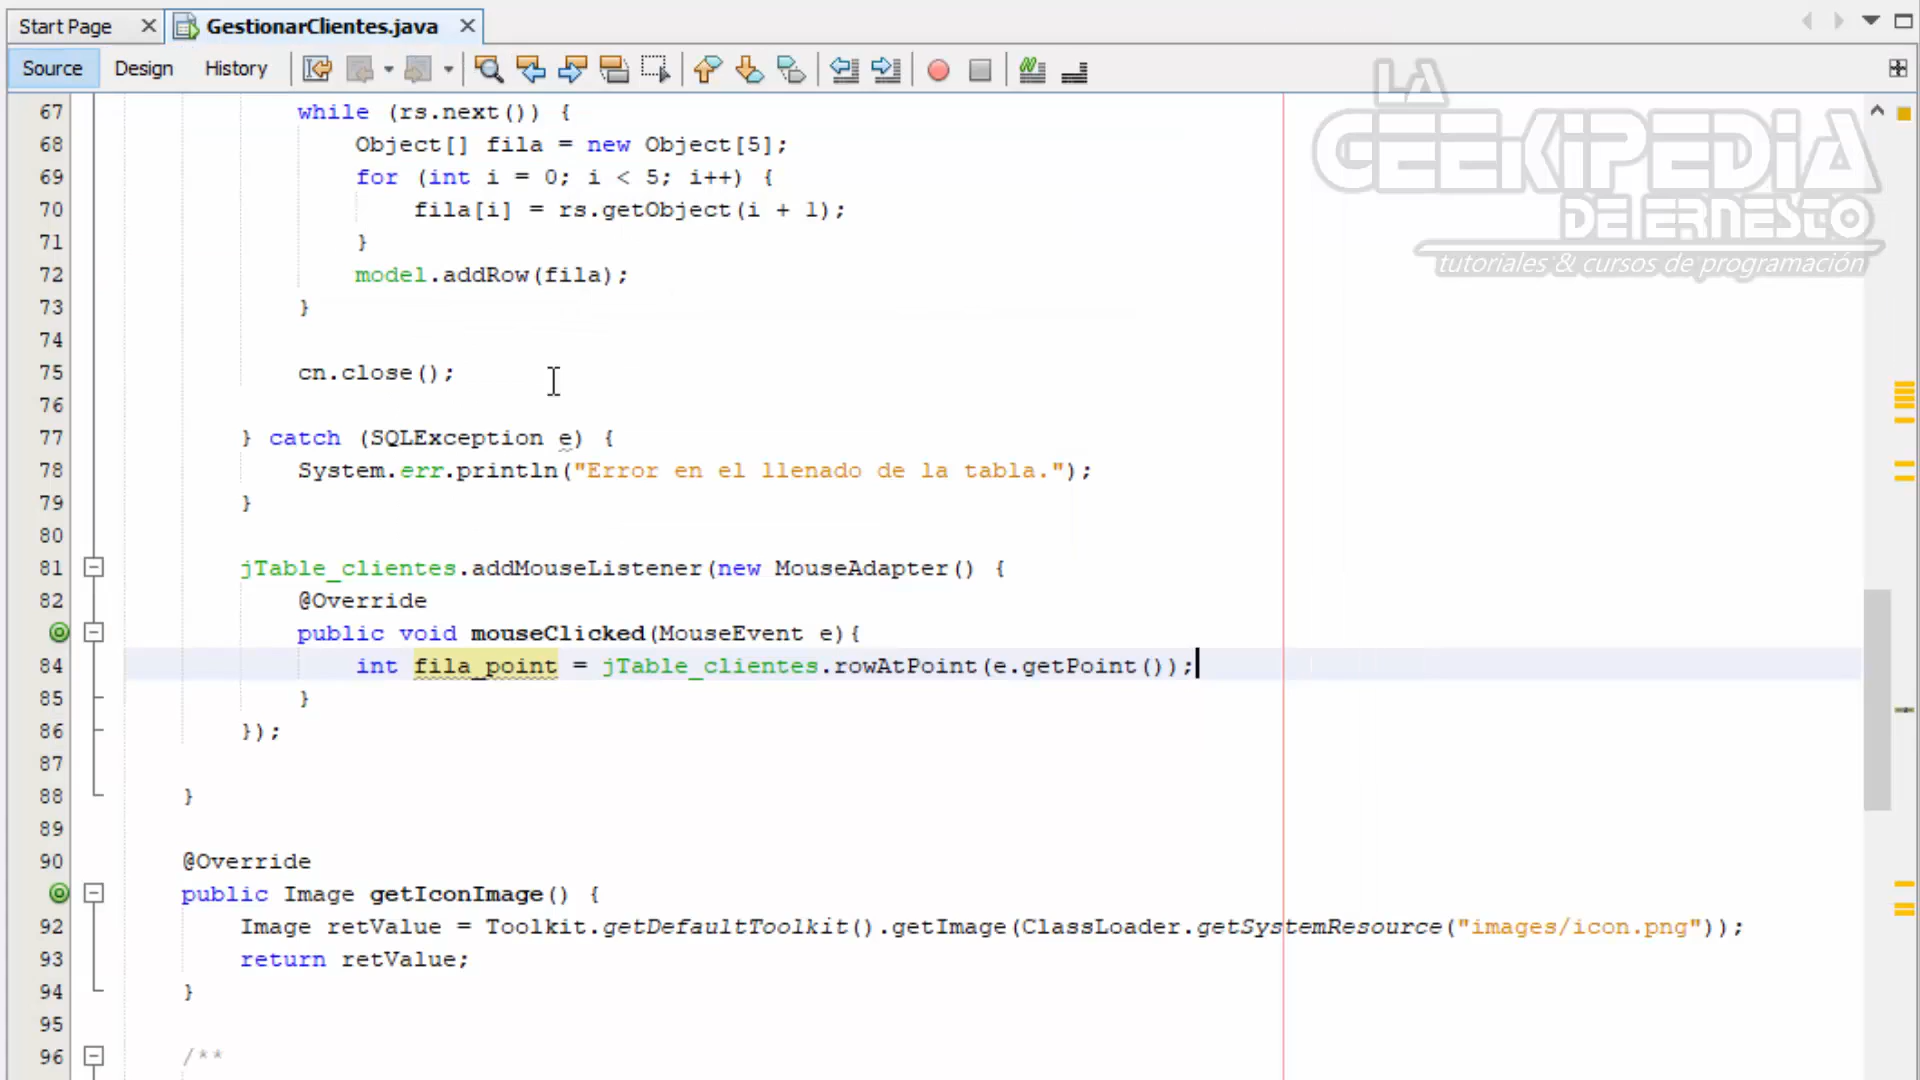 Start Page
GestionarClientes.java
Source Design History
67 while (rs.next()) {
68 Object[] fila = new Object[5];
69 for (int i = 0; i < 5; i++) {
70 fila[i] = rs.getObject(i + 1);
71 }
72 model.addRow(fila);
73 }
74
75 cn.close();
76
77 } catch (SQLException e) {
78 System.err.println("Error en el llenado de la tabla.");
79 }
80
81 jTable_clientes.addMouseListener(new MouseAdapter() {
82 @Override
public void mouseClicked(MouseEvent e){
84 int fila_point = jTable_clientes.rowAtPoint(e.getPoint());
85 }
86 });
87
88 }
89
90 @Override
public Image getIconImage() {
92 Image retValue = Toolkit.getDefaultToolkit().getImage(ClassLoader.getSystemResource("images/icon.png"));
93 return retValue;
94 }
95
96 /**
LA
GEEKIPEDIA
DE ERNESTO
tutoriales & cursos de programación